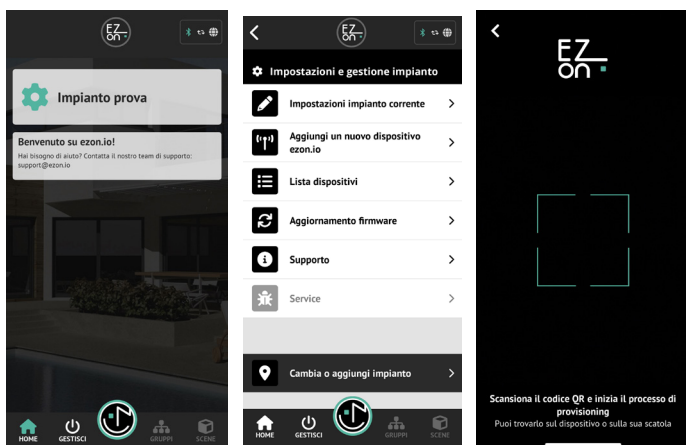 EZ
on
Impianto prova
Benvenuto su ezon.io!
Hai bisogno di aiuto? Contatta il nostro team di supporto:
support@ezon.io
HOME
GESTISCI
GRUPPI
SCENE
EZ
on
Impostazioni e gestione impianto
Impostazioni impianto corrente
Aggiungi un nuovo dispositivo
ezon.io
Lista dispositivi
Aggiornamento firmware
Supporto
Service
Cambia o aggiungi impianto
HOME
GESTISCI
GRUPPI
SCENE
EZ
on
Scansiona il codice QR e inizia il processo di
provisioning
Puoi trovarlo sul dispositivo o sulla sua scatola